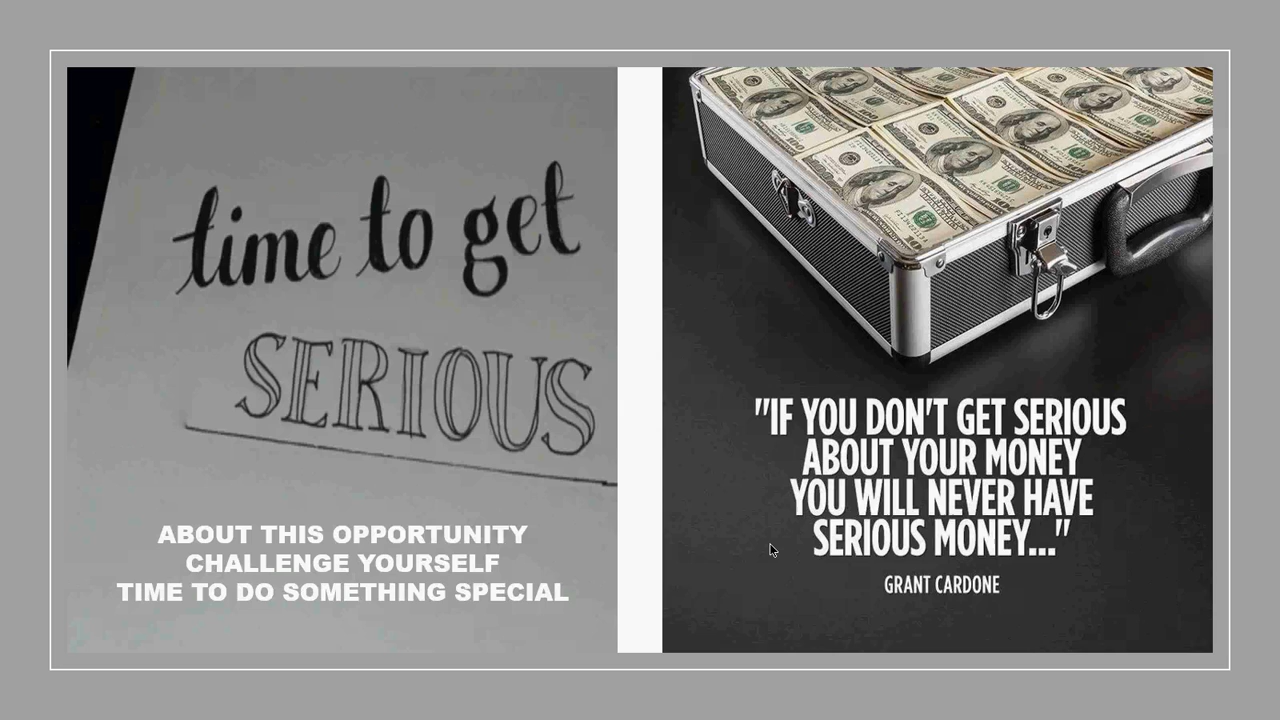 time to get
SERIOUS
ABOUT THIS OPPORTUNITY
CHALLENGE YOURSELF
TIME TO DO SOMETHING SPECIAL
"IF YOU DON'T GET SERIOUS
ABOUT YOUR MONEY
YOU WILL NEVER HAVE
SERIOUS MONEY..."
GRANT CARDONE